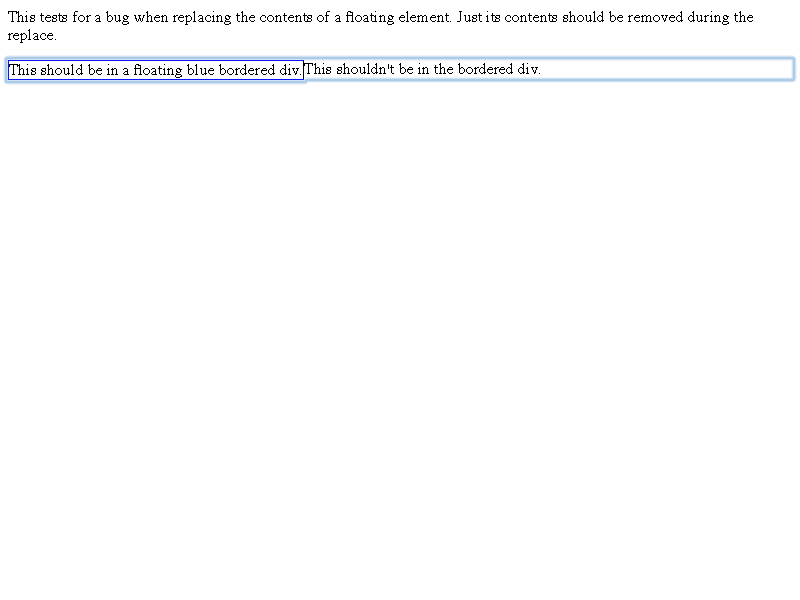 This tests for a bug when replacing the contents of a floating element. Just its contents should be removed during the
replace.
This should be in a floating blue bordered div.This shouldn't be in the bordered div.